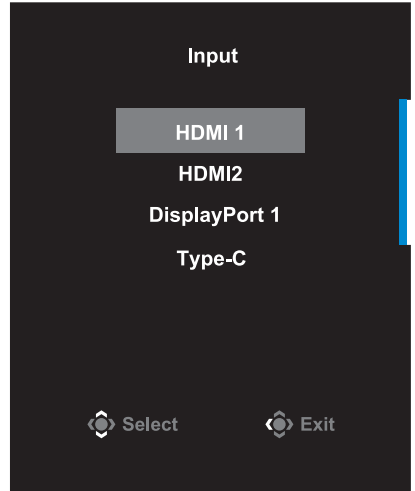 Input
HDMI 1
HDMI2
DisplayPort 1
Type-C
Select Exit